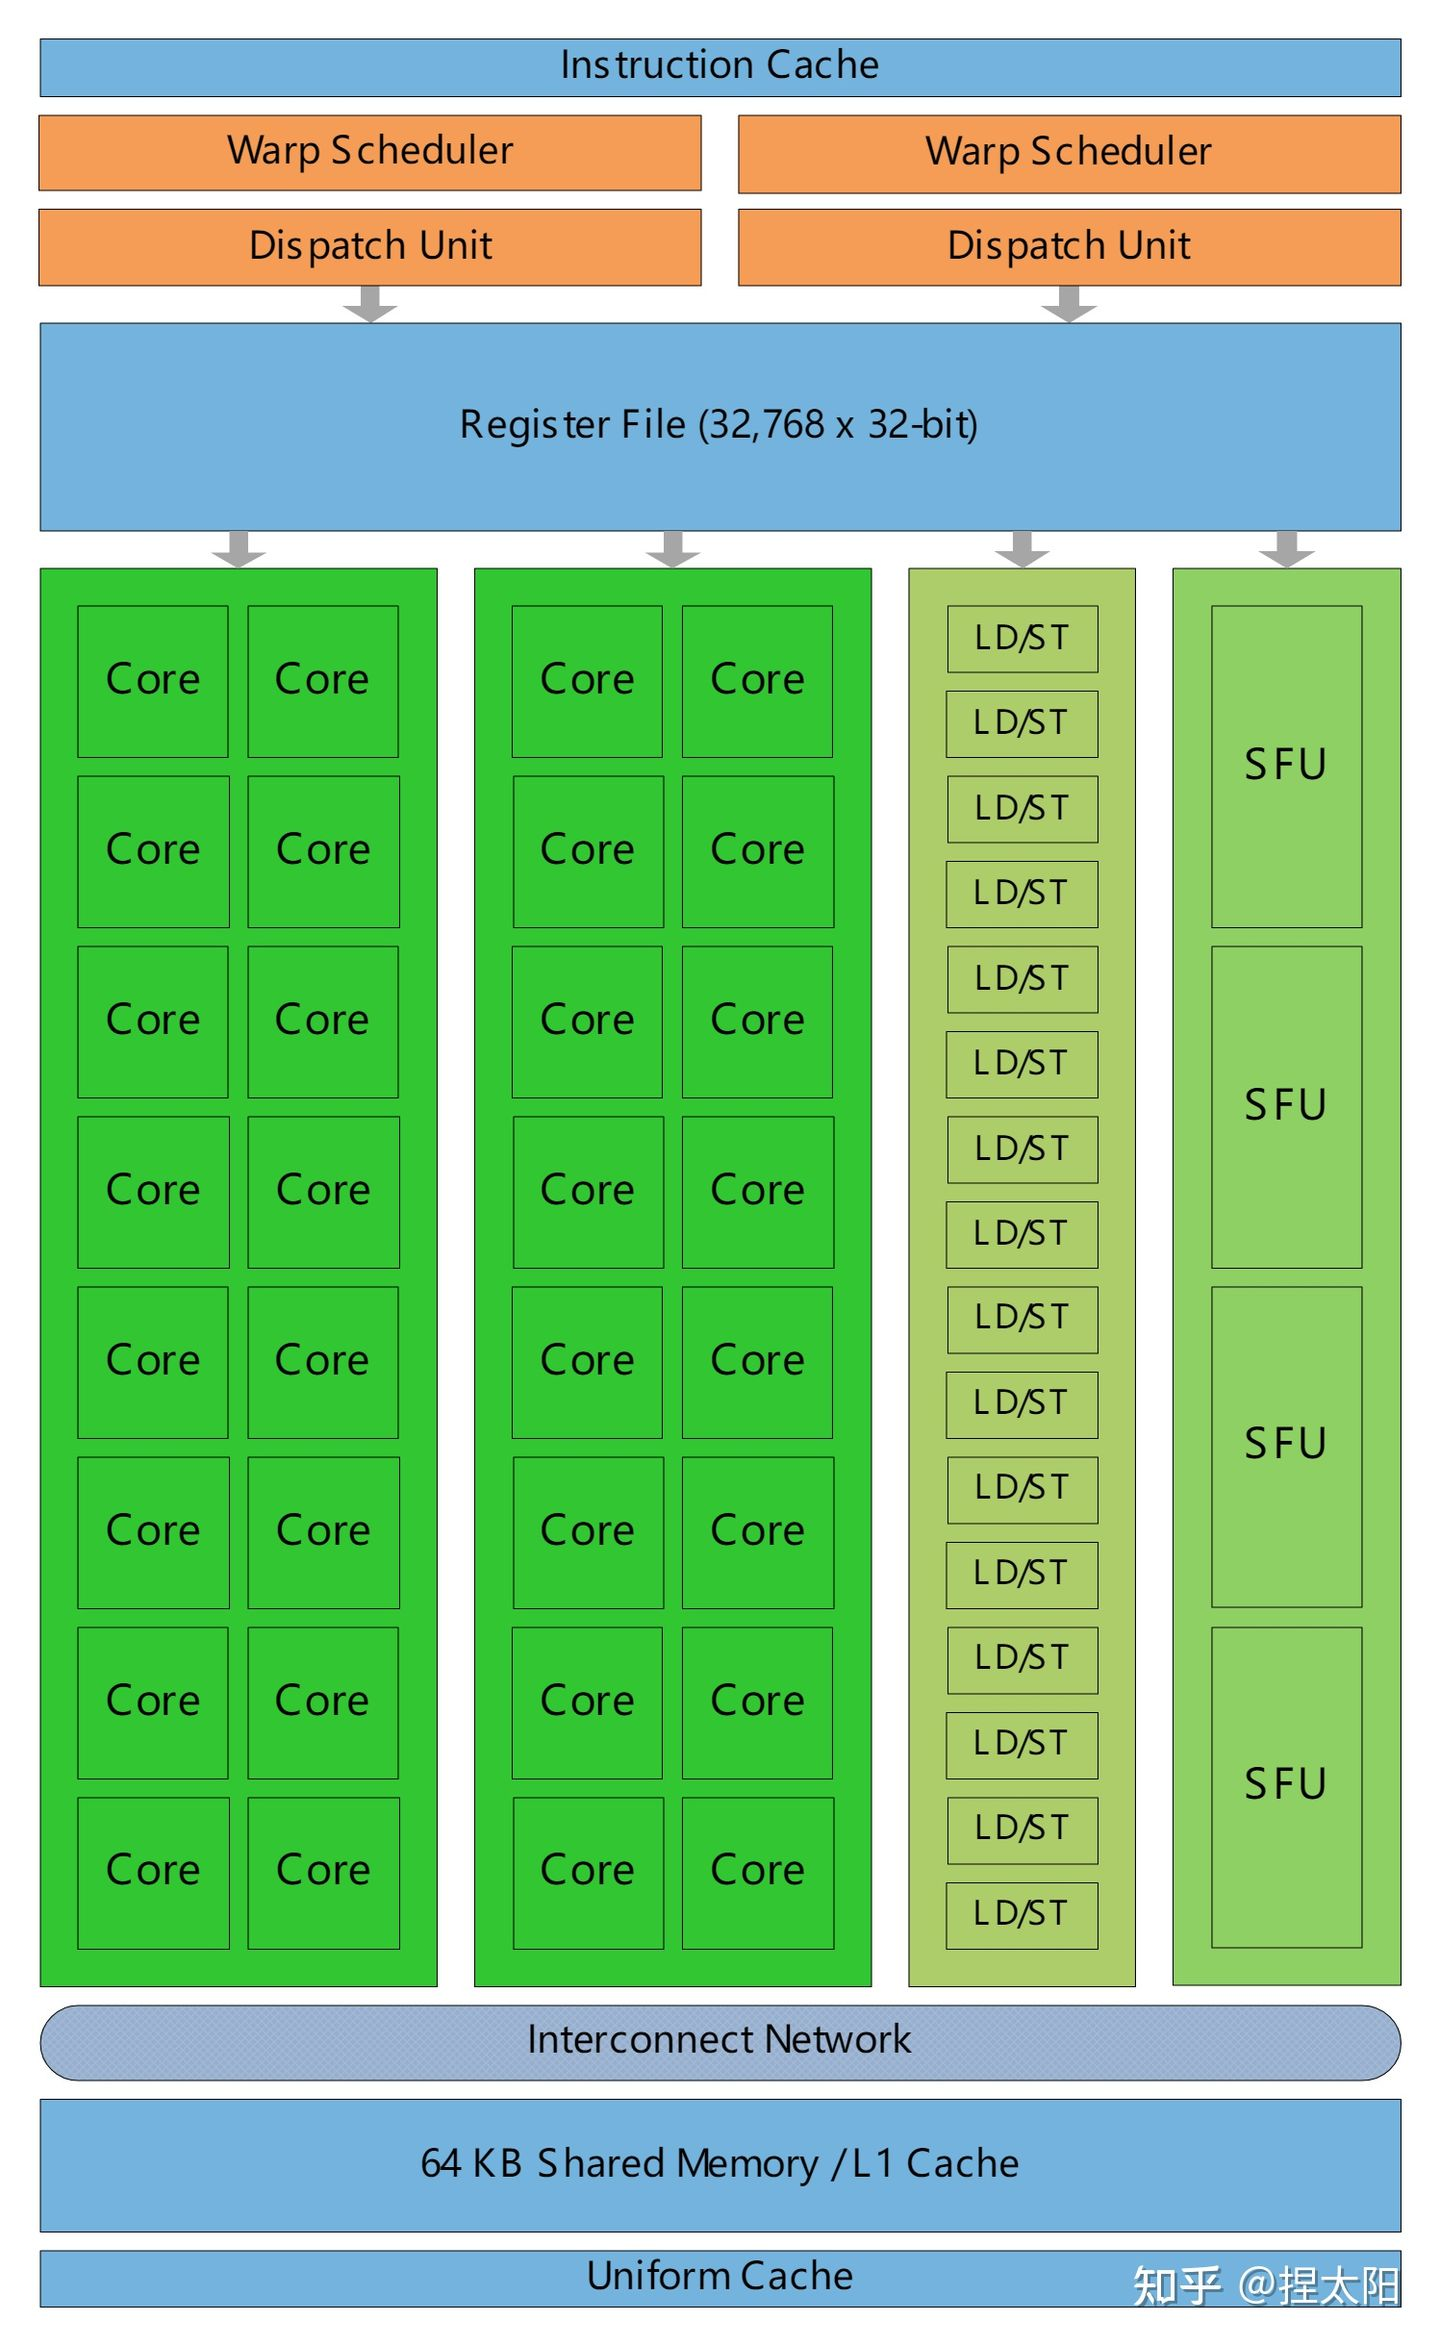 Instruction Cache
Warp Scheduler Warp Scheduler
Dispatch Unit Dispatch Unit
Register File (32,768 x 32-bit)
Core Core Core Core LD/ST SFU
LD/ST
Core Core Core Core LD/ST
LD/ST
Core Core Core Core LD/ST SFU
LD/ST
Core Core Core Core LD/ST
LD/ST
Core Core Core Core LD/ST SFU
LD/ST
Core Core Core Core LD/ST
LD/ST
Core Core Core Core LD/ST SFU
LD/ST
Core Core Core Core LD/ST
LD/ST
Interconnect Network
64 KB Shared Memory / L1 Cache
Uniform Cache
知乎 @捏太阳